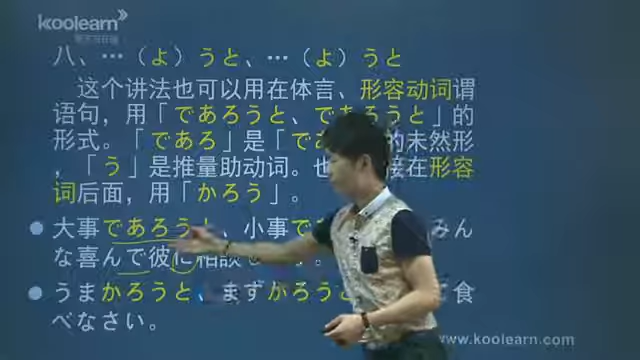 koolearn
八、…（よ）うと、…（よ）うと
这个讲法也可以用在体言、形容动词谓
语句，用「であろうと、であろうと」的
形式。「であろ」是「であ 的未然形
，「う」是推量助动词。也 接在形容
词后面，用「かろう」。
大事であろうと、小事で みん
な喜んで彼に相談
うまかろうと、まずかろうと 食
べなさい。
www.koolearn.com